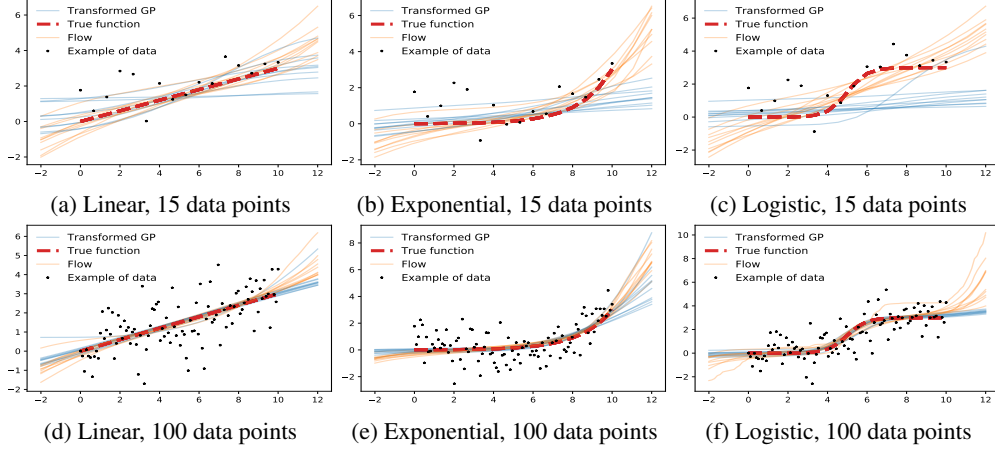 Transformed GP
True function
Flow
Example of data
6
4
2
0
−2
−2 0 2 4 6 8 10 12
(a) Linear, 15 data points
Transformed GP
True function
Flow
Example of data
6
4
2
0
−2
−2 0 2 4 6 8 10 12
(b) Exponential, 15 data points
Transformed GP
True function
Flow
Example of data
6
4
2
0
−2
−2 0 2 4 6 8 10 12
(c) Logistic, 15 data points
Transformed GP
True function
Flow
Example of data
6
5
4
3
2
1
0
−1
−2
−2 0 2 4 6 8 10 12
(d) Linear, 100 data points
Transformed GP
True function
Flow
Example of data
8
6
4
2
0
−2
−2 0 2 4 6 8 10 12
(e) Exponential, 100 data points
Transformed GP
True function
Flow
Example of data
10
8
6
4
2
0
−2
−2 0 2 4 6 8 10 12
(f) Logistic, 100 data points